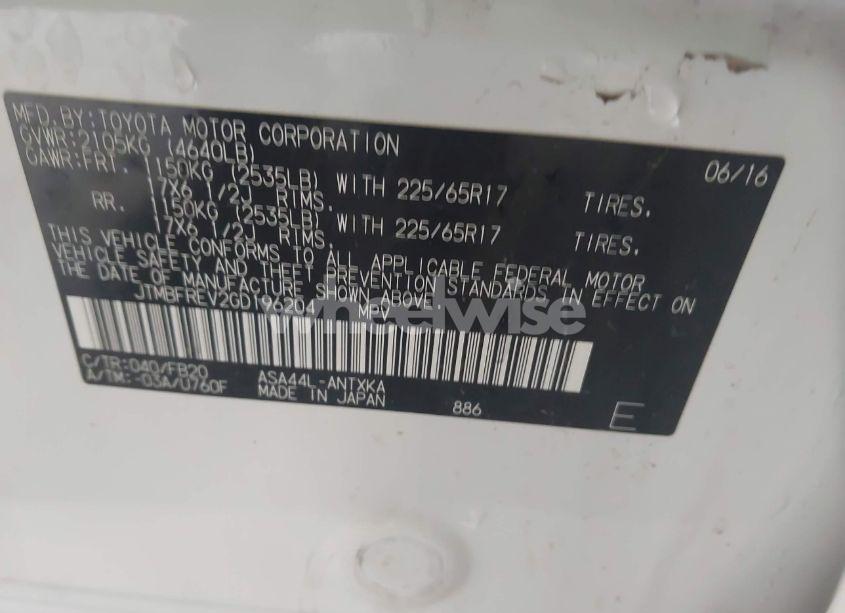 MFD.BY:TOYOTA MOTOR CORPORATION 06/16
GVWR:2105KG (4640LB)
GAWR:FRT. 1150KG (2535LB) WITH 225/65R17 TIRES.
17X6 1/2J RIMS.
RR. 1150KG (2535LB) WITH 225/65R17 TIRES.
17X6 1/2J RIMS.
THIS VEHICLE CONFORMS TO ALL APPLICABLE FEDERAL MOTOR
VEHICLE SAFETY AND THEFT PREVENTION STANDARDS IN EFFECT ON
THE DATE OF MANUFACTURE SHOWN ABOVE.
JTMBFREV2GD196204 MPV
wheelwise
C/TR:040/FB20 ASA44L-ANTXKA
A/TM:-03A/U760F MADE IN JAPAN 886 E